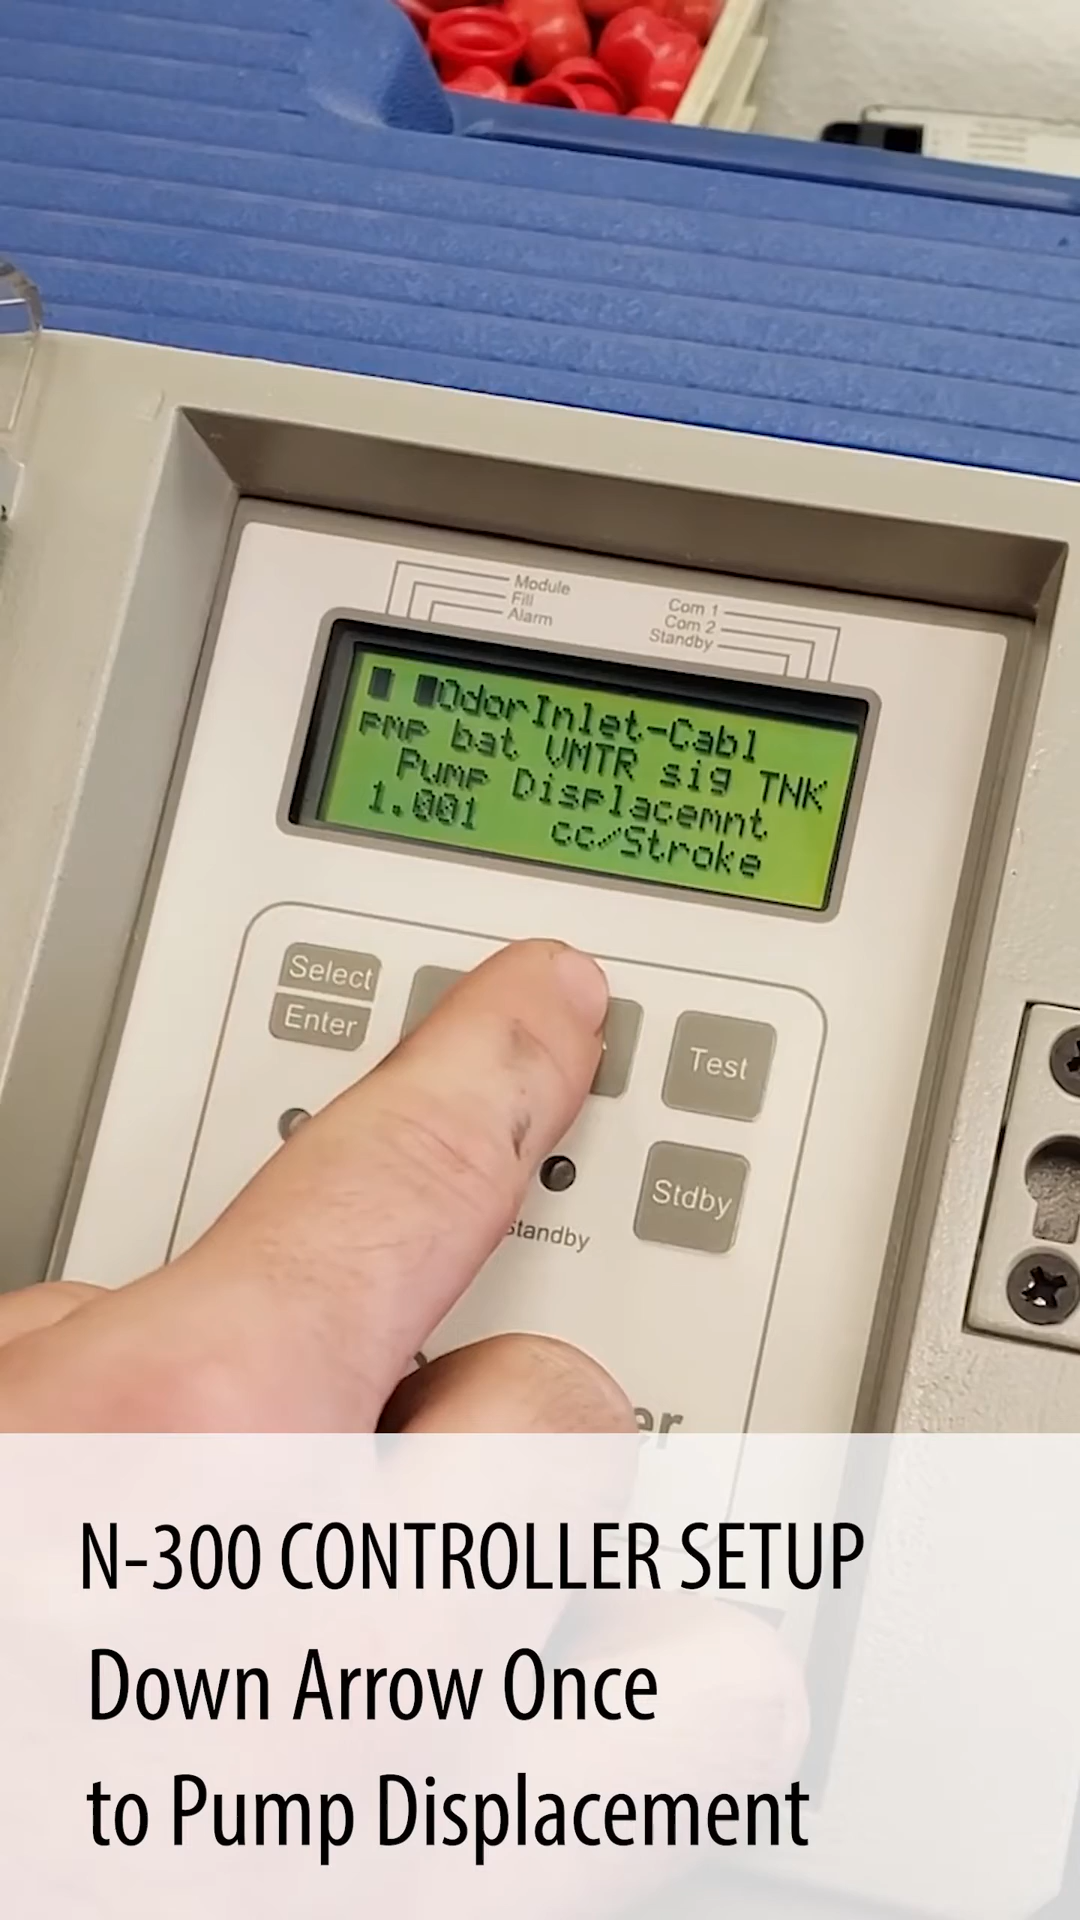 Module
Fill
Alarm
Com 1
Com 2
Standby
OdorInlet-Cabl
PMP bat VMTR sig TNK
Pump Displacemnt
1.001 cc/Stroke
Select
Enter
Test
Stdby
Standby
er
N-300 CONTROLLER SETUP
Down Arrow Once
to Pump Displacement